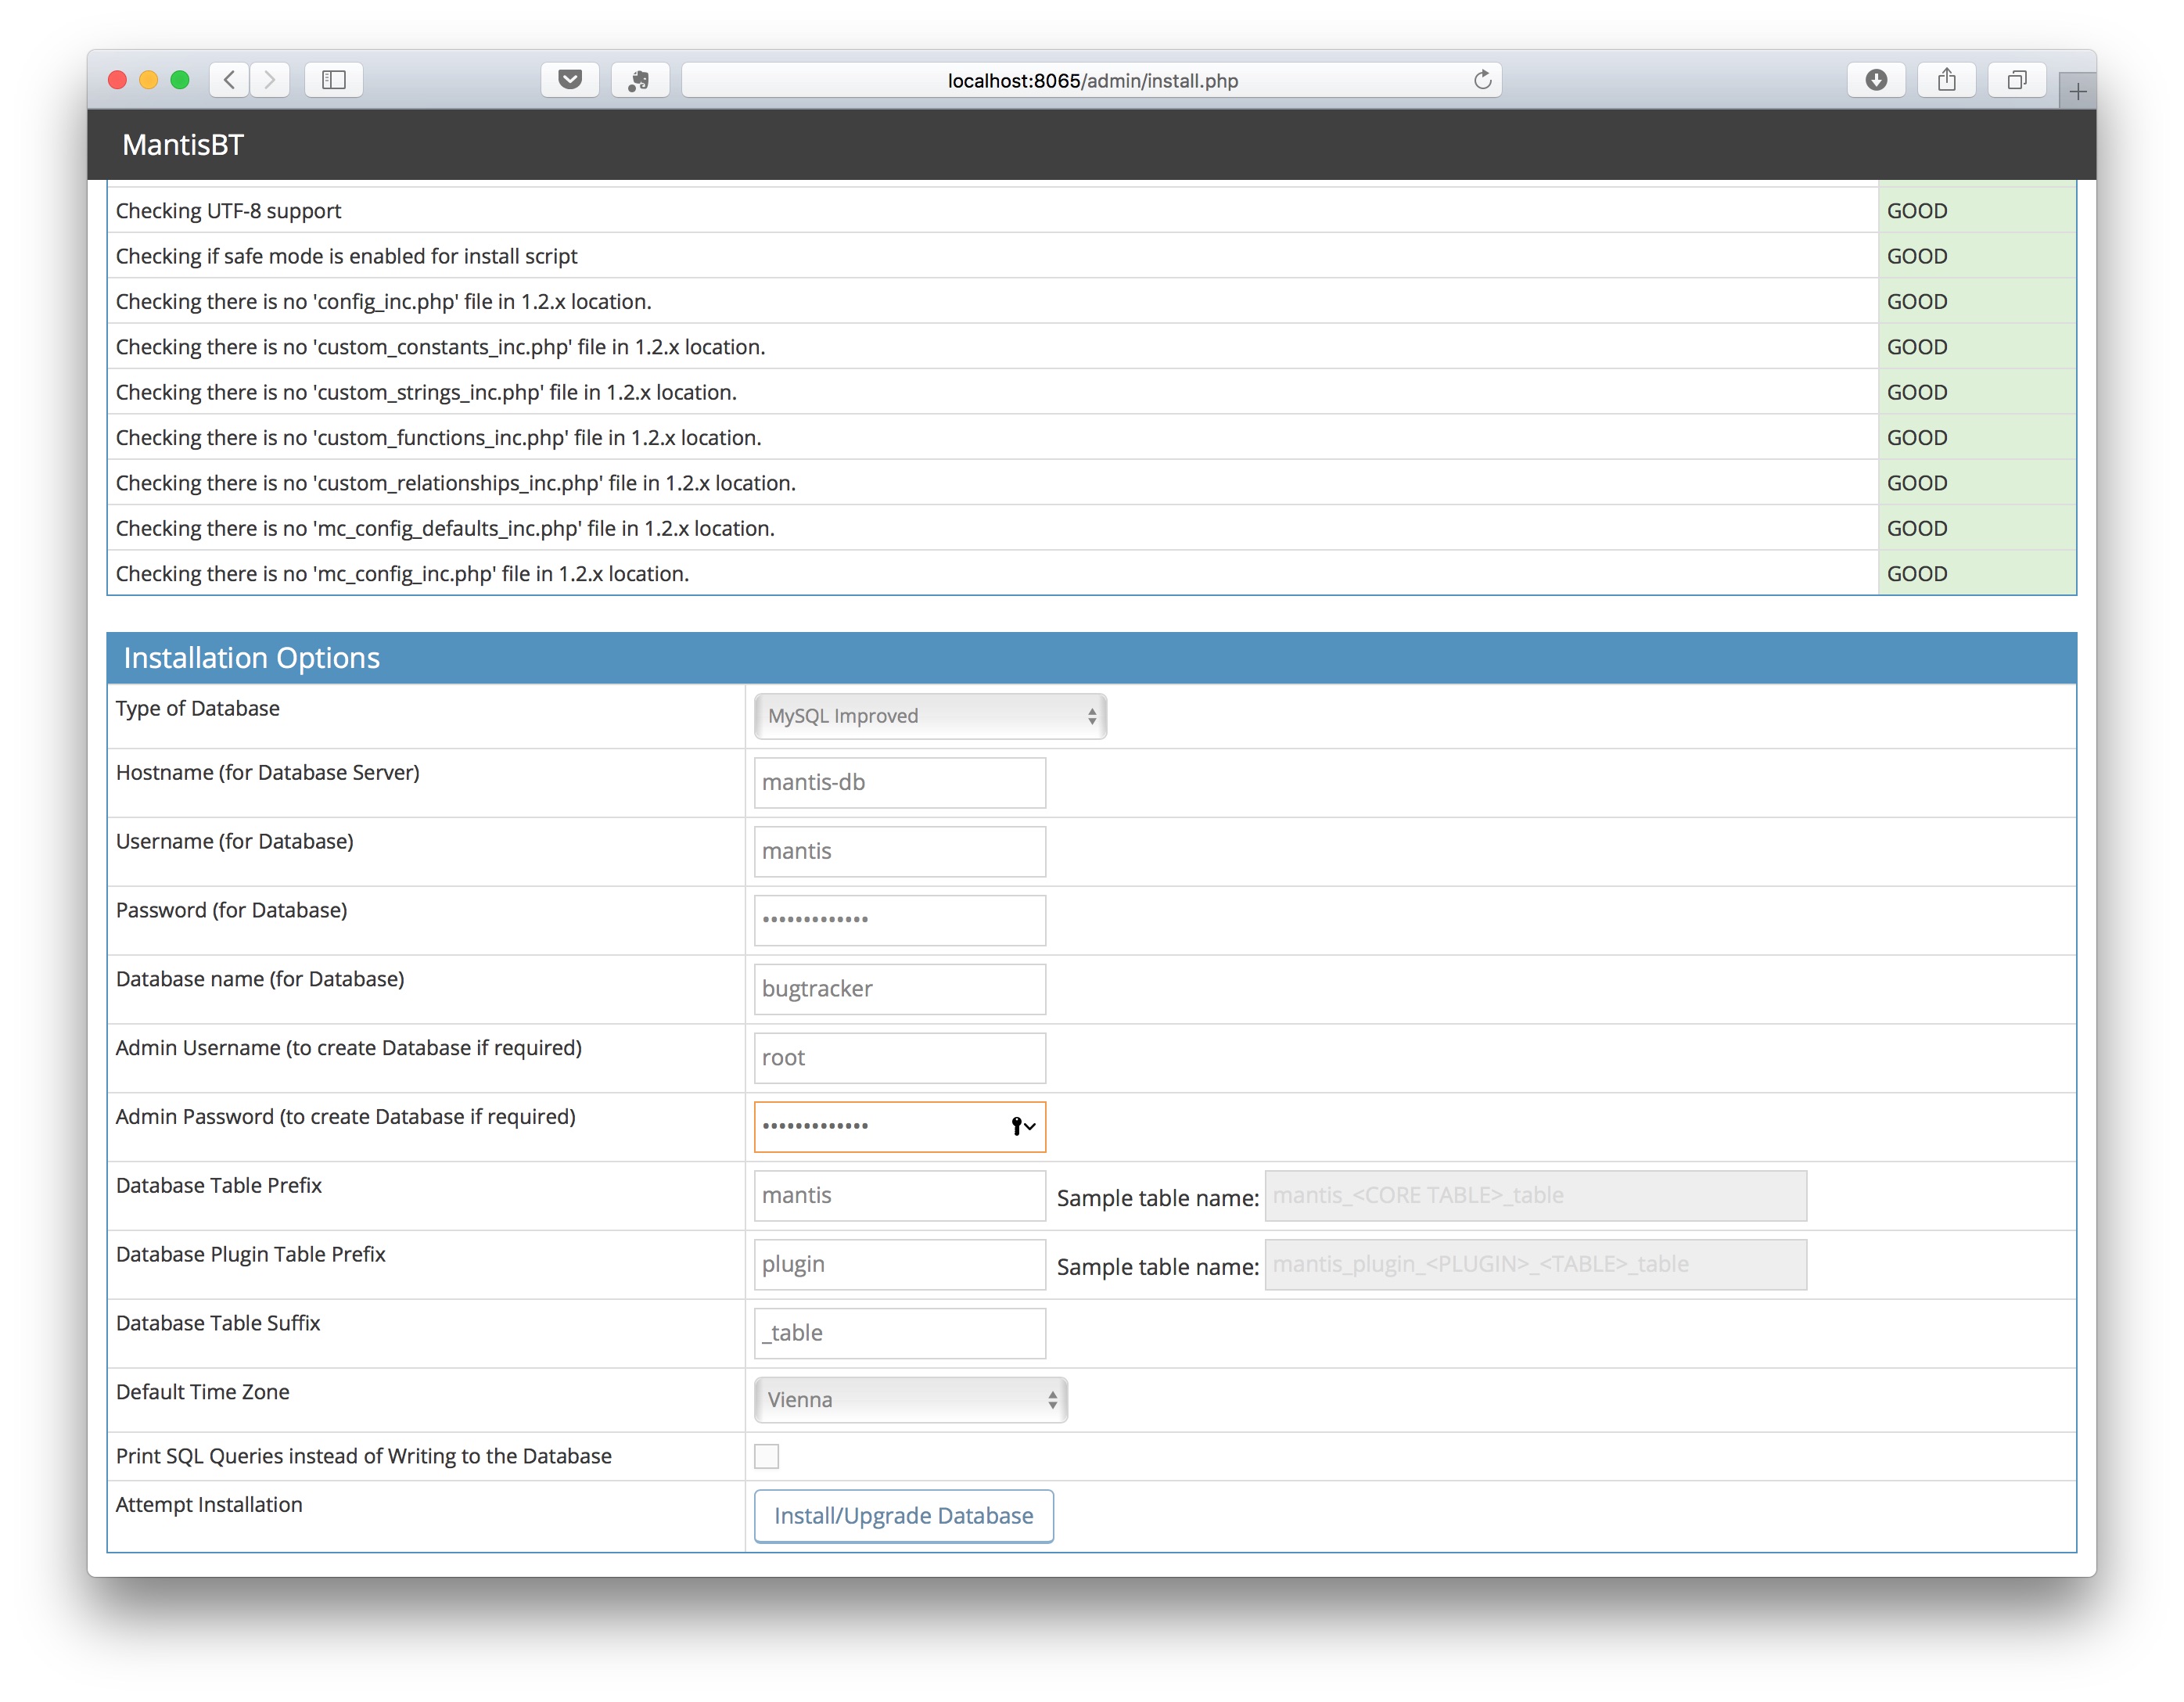 localhost:8065/admin/install.php
MantisBT
Checking UTF-8 support GOOD
Checking if safe mode is enabled for install script GOOD
Checking there is no 'config_inc.php' file in 1.2.x location. GOOD
Checking there is no 'custom_constants_inc.php' file in 1.2.x location. GOOD
Checking there is no 'custom_strings_inc.php' file in 1.2.x location. GOOD
Checking there is no 'custom_functions_inc.php' file in 1.2.x location. GOOD
Checking there is no 'custom_relationships_inc.php' file in 1.2.x location. GOOD
Checking there is no 'mc_config_defaults_inc.php' file in 1.2.x location. GOOD
Checking there is no 'mc_config_inc.php' file in 1.2.x location. GOOD
Installation Options
Type of Database MySQL Improved
Hostname (for Database Server) mantis-db
Username (for Database) mantis
Password (for Database) •••••••••••••
Database name (for Database) bugtracker
Admin Username (to create Database if required) root
Admin Password (to create Database if required) •••••••••••••
Database Table Prefix mantis Sample table name: mantis_<CORE TABLE>_table
Database Plugin Table Prefix plugin Sample table name: mantis_plugin_<PLUGIN>_<TABLE>_table
Database Table Suffix _table
Default Time Zone Vienna
Print SQL Queries instead of Writing to the Database
Attempt Installation Install/Upgrade Database